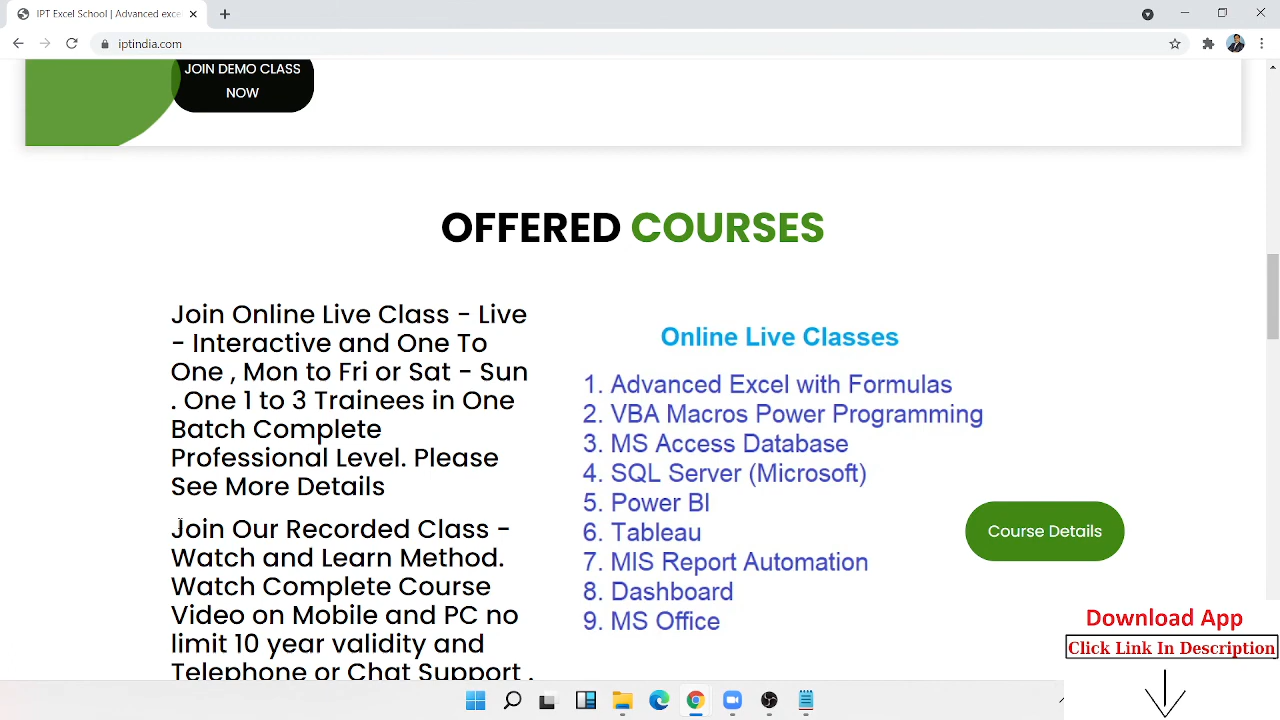 IPT Excel School | Advanced exce
iptindia.com
JOIN DEMO CLASS
NOW
OFFERED COURSES
Join Online Live Class - Live
- Interactive and One To
One , Mon to Fri or Sat - Sun
. One 1 to 3 Trainees in One
Batch Complete
Professional Level. Please
See More Details
Join Our Recorded Class -
Watch and Learn Method.
Watch Complete Course
Video on Mobile and PC no
limit 10 year validity and
Telephone or Chat Support .
Online Live Classes
1. Advanced Excel with Formulas
2. VBA Macros Power Programming
3. MS Access Database
4. SQL Server (Microsoft)
5. Power BI
6. Tableau
7. MIS Report Automation
8. Dashboard
9. MS Office
Course Details
Download App
Click Link In Description